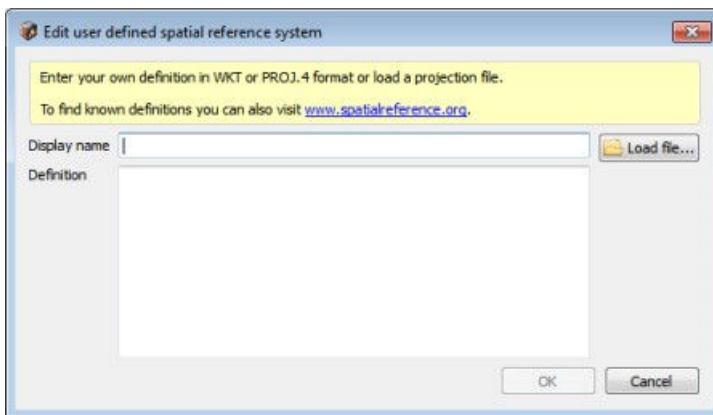 Edit user defined spatial reference system
Enter your own definition in WKT or PROJ.4 format or load a projection file.
To find known definitions you can also visit www.spatialreference.org.
Display name
Load file...
Definition
OK
Cancel